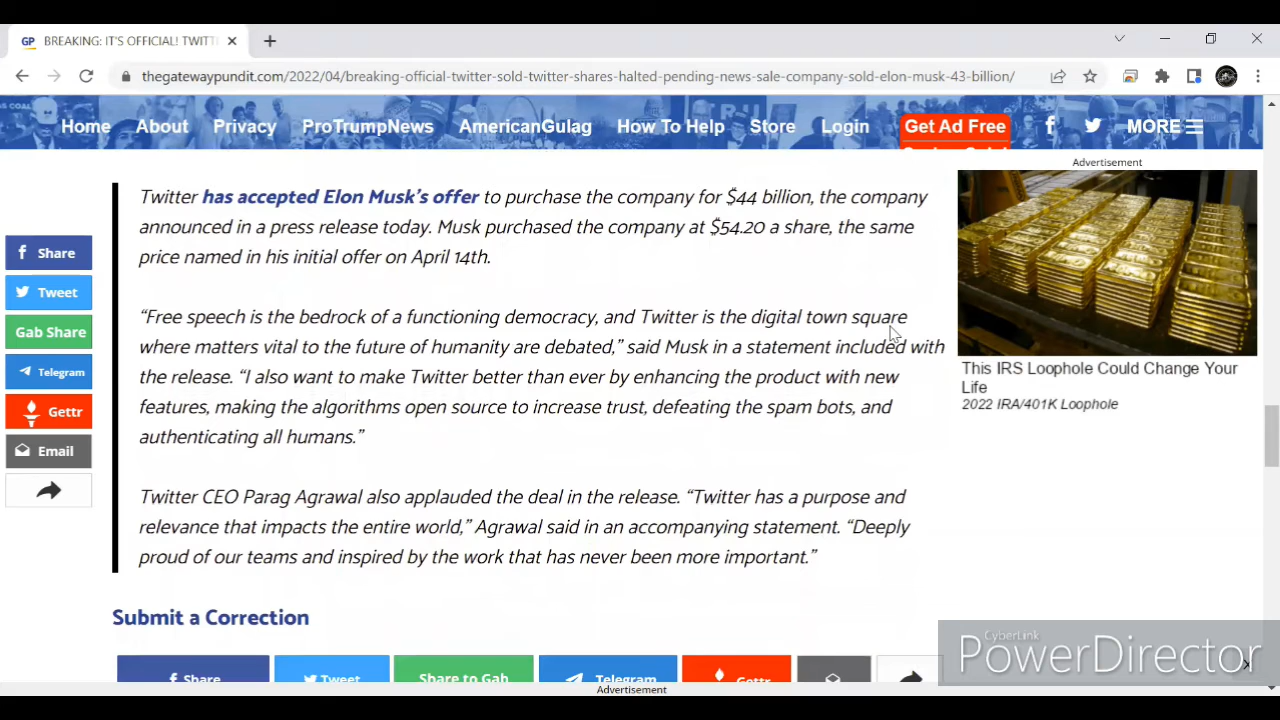 GP BREAKING: IT'S OFFICIAL! TWITT
thegatewaypundit.com/2022/04/breaking-official-twitter-sold-twitter-shares-halted-pending-news-sale-company-sold-elon-musk-43-billion/
Home About Privacy ProTrumpNews AmericanGulag How To Help Store Login Get Ad Free MORE
Advertisement
Twitter has accepted Elon Musk's offer to purchase the company for $44 billion, the company
announced in a press release today. Musk purchased the company at $54.20 a share, the same
price named in his initial offer on April 14th.
“Free speech is the bedrock of a functioning democracy, and Twitter is the digital town square
where matters vital to the future of humanity are debated,” said Musk in a statement included with
the release. “I also want to make Twitter better than ever by enhancing the product with new
features, making the algorithms open source to increase trust, defeating the spam bots, and
authenticating all humans.”
Twitter CEO Parag Agrawal also applauded the deal in the release. “Twitter has a purpose and
relevance that impacts the entire world,” Agrawal said in an accompanying statement. “Deeply
proud of our teams and inspired by the work that has never been more important.”
Submit a Correction
Share
Tweet
Gab Share
Telegram
Gettr
Email
This IRS Loophole Could Change Your
Life
2022 IRA/401K Loophole
Share Tweet Share to Gab Telegram Gettr
Advertisement
CyberLink
PowerDirector